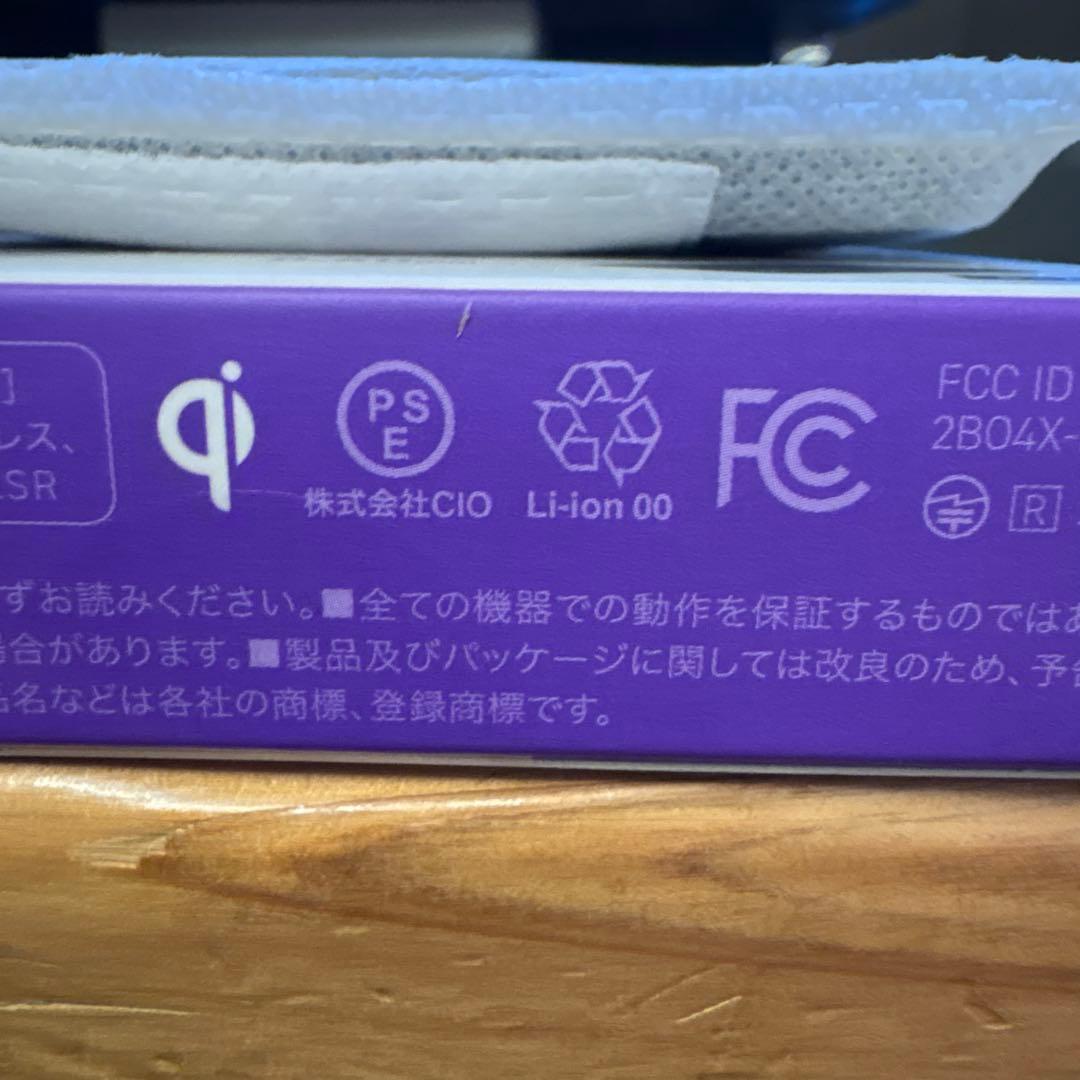 ]
レス、
LSR
qi
PS
E
株式会社CIO
Li-ion 00
FC
FCC ID
2BO4X-
R
ずお読みください。■全ての機器での動作を保証するものではあ
場合があります。■製品及びパッケージに関しては改良のため、予告
品名などは各社の商標、登録商標です。